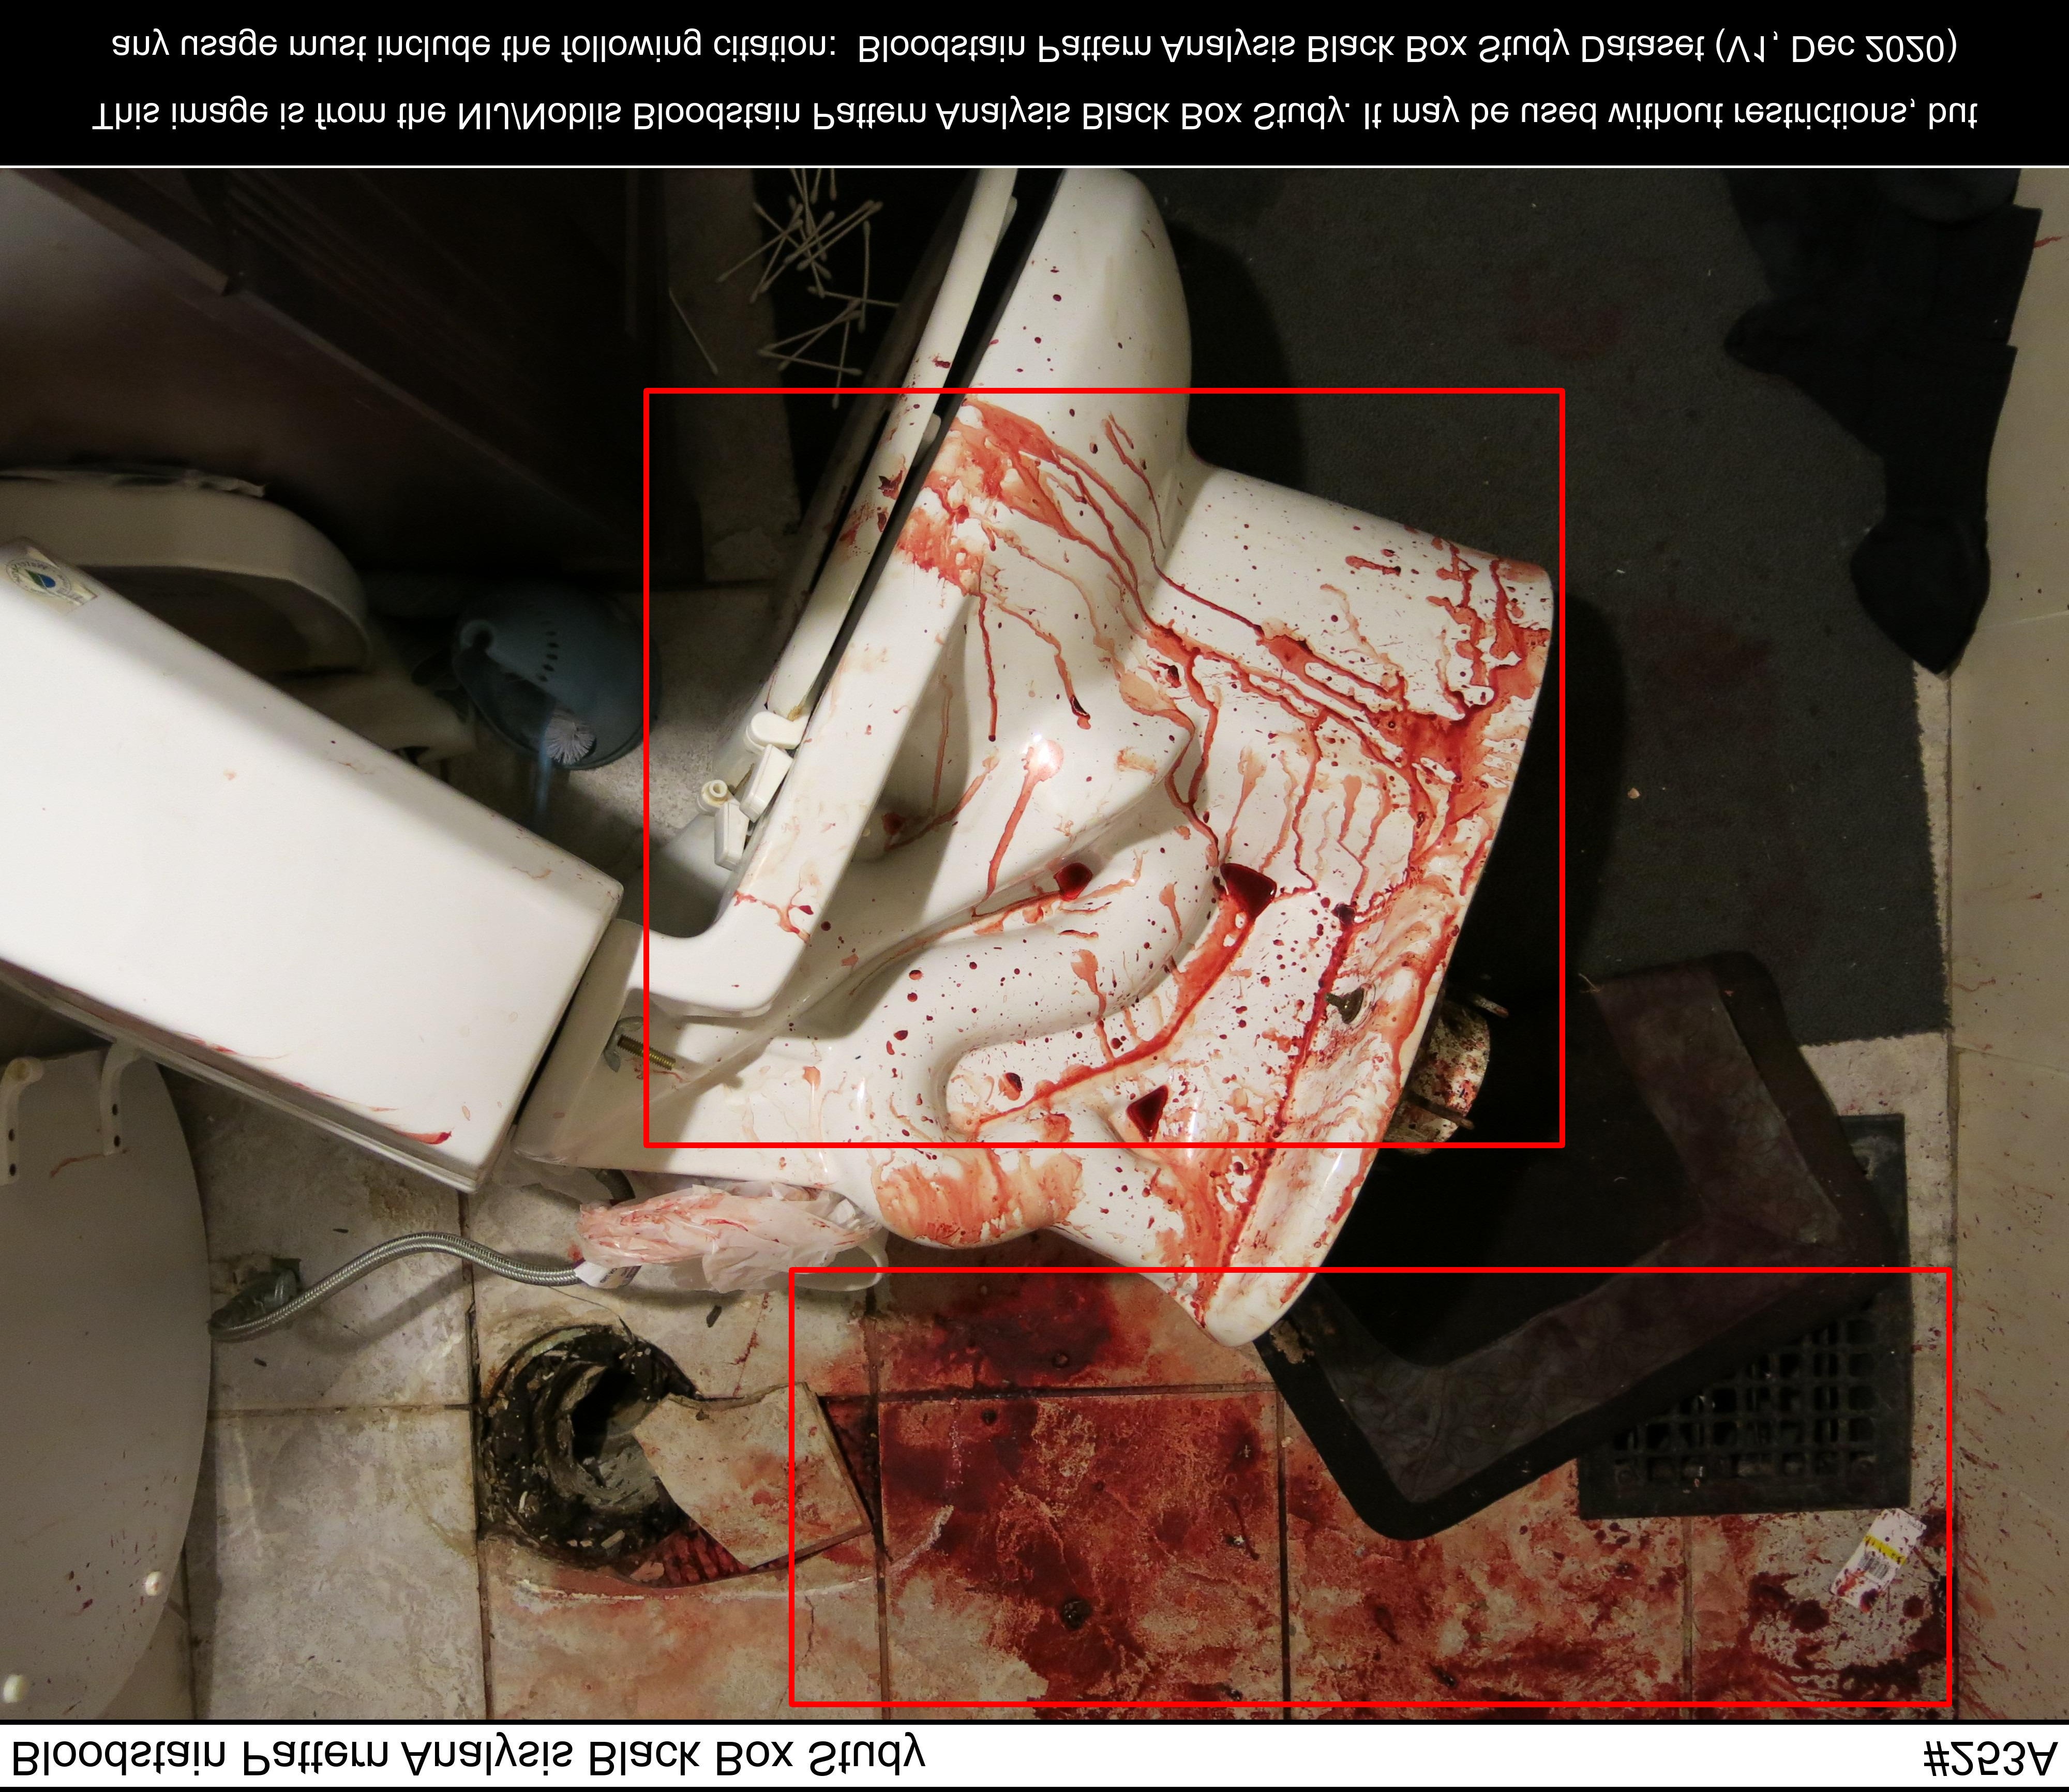 Bloodstain Pattern Analysis Black Box Study #253A
This image is from the NIJ/Noblis Bloodstain Pattern Analysis Black Box Study. It may be used without restrictions, but
any usage must include the following citation: Bloodstain Pattern Analysis Black Box Study Dataset (V1, Dec 2020)